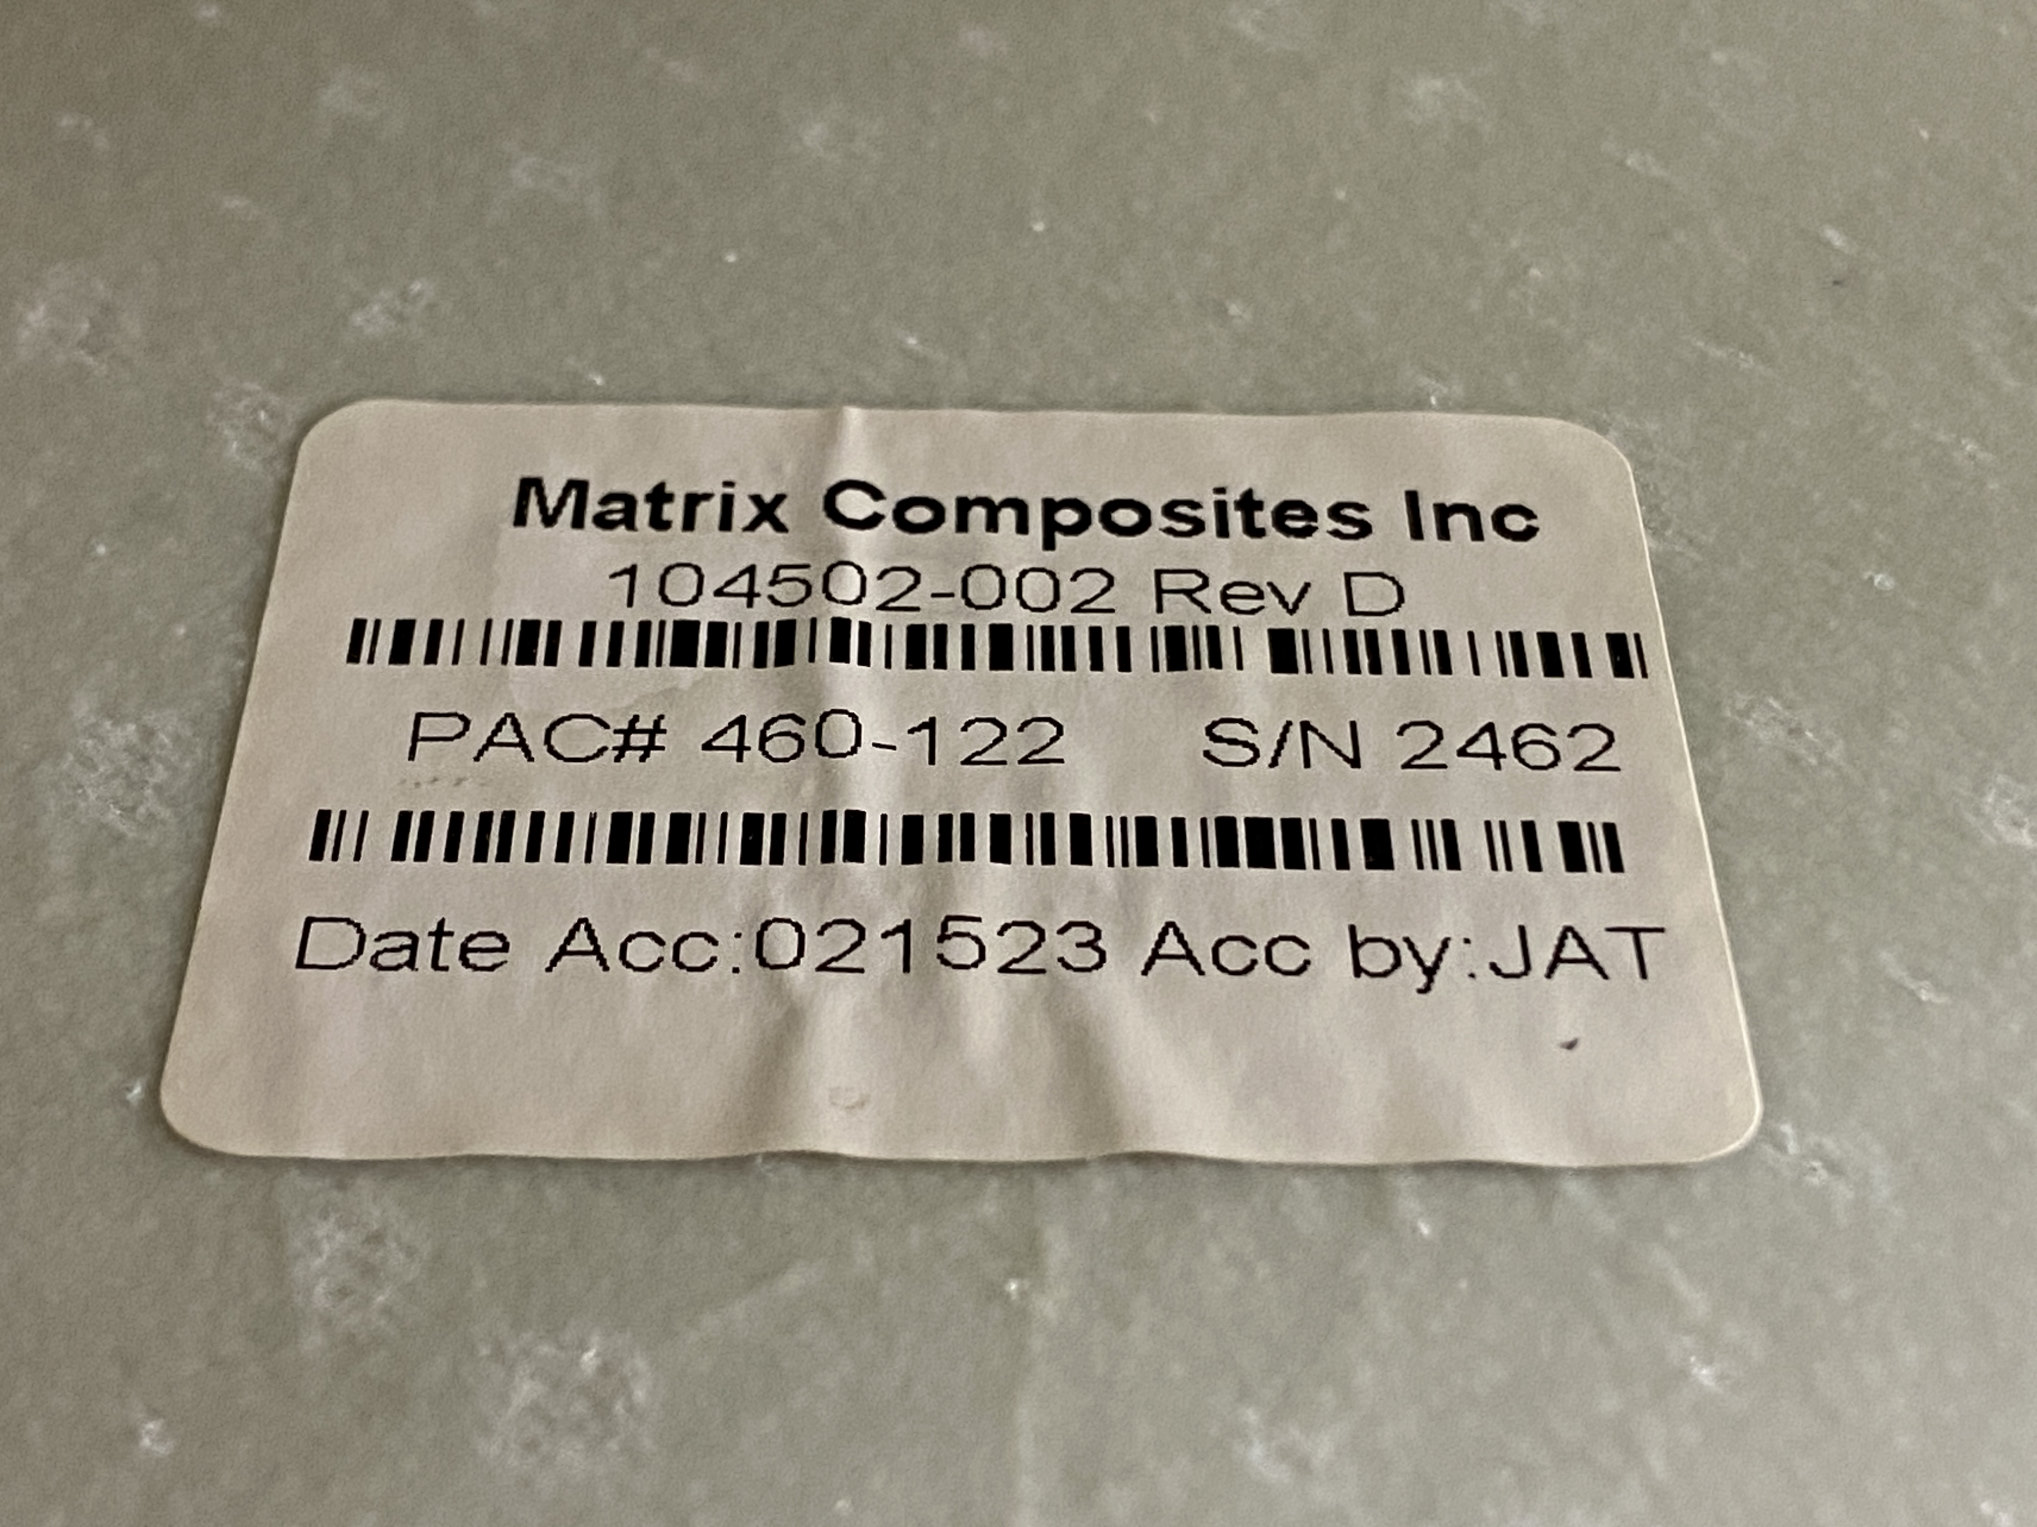 Matrix Composites Inc
104502-002 Rev D
PAC# 460-122 S/N 2462
Date Acc:021523 Acc by:JAT